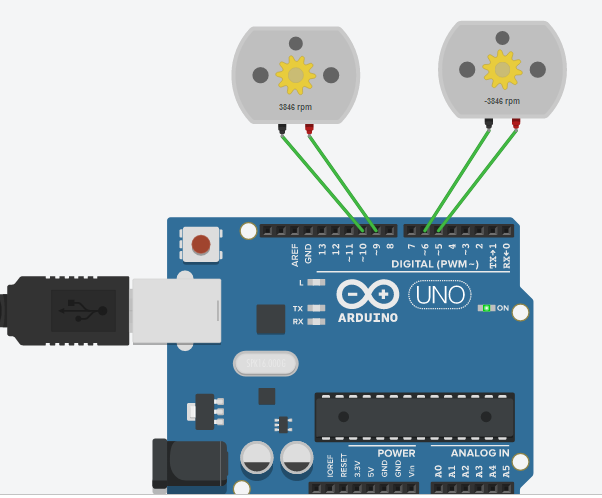 3846 rpm
-3846 rpm
AREF
GND
13
12
~11
~10
~9
8
7
~6
~5
4
~3
2
TX→1
RX←0
DIGITAL (PWM~)
L
TX
RX
ARDUINO
UNO
ON
IOREF
RESET
3.3V
5V
GND
GND
Vin
POWER
ANALOG IN
A0
A1
A2
A3
A4
A5